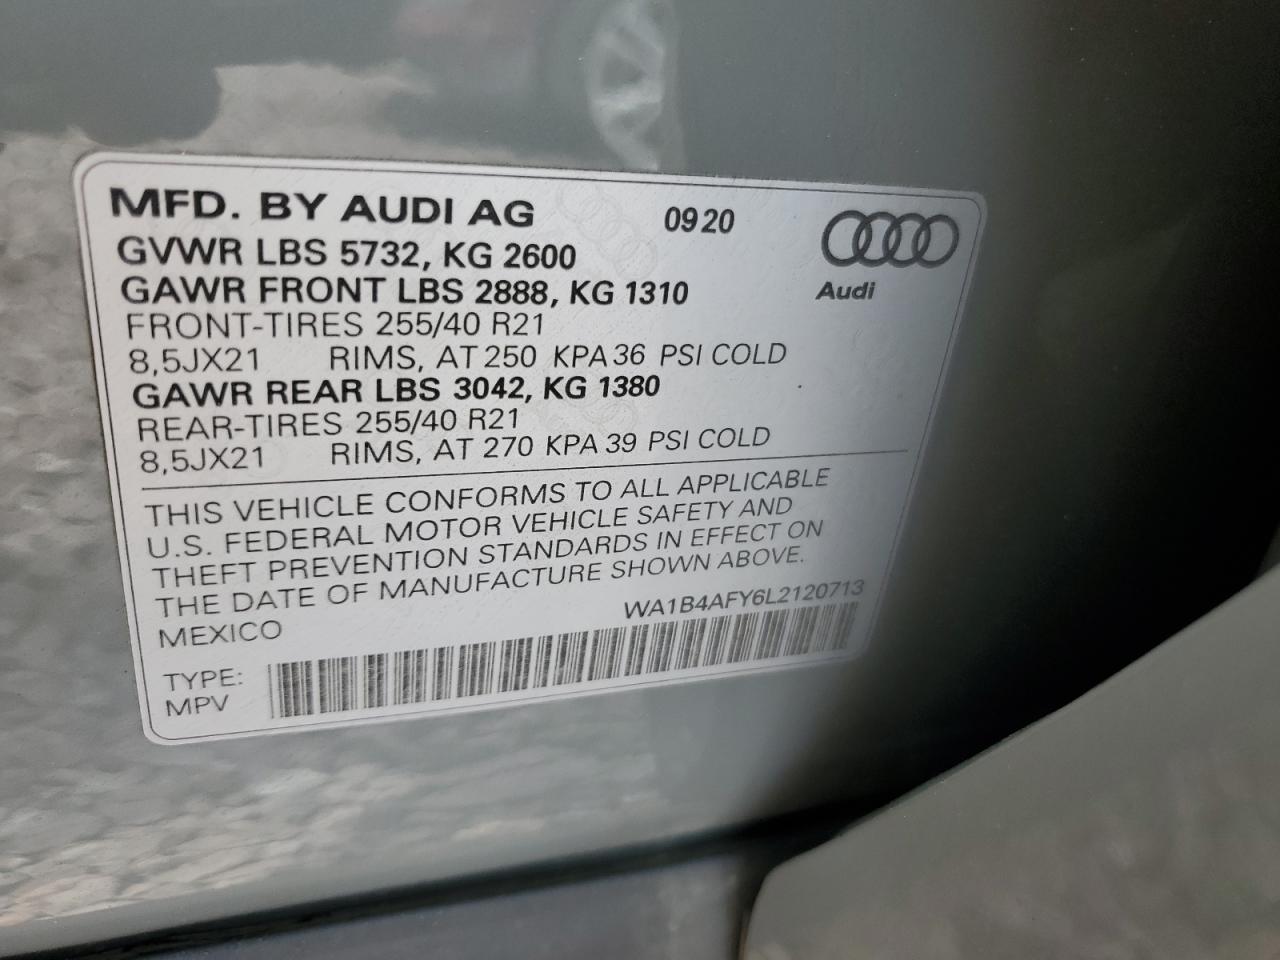 MFD. BY AUDI AG 09 20
GVWR LBS 5732, KG 2600
GAWR FRONT LBS 2888, KG 1310
Audi
FRONT-TIRES 255/40 R21
8,5JX21 RIMS, AT 250 KPA 36 PSI COLD
GAWR REAR LBS 3042, KG 1380
REAR-TIRES 255/40 R21
8,5JX21 RIMS, AT 270 KPA 39 PSI COLD
THIS VEHICLE CONFORMS TO ALL APPLICABLE
U.S. FEDERAL MOTOR VEHICLE SAFETY AND
THEFT PREVENTION STANDARDS IN EFFECT ON
THE DATE OF MANUFACTURE SHOWN ABOVE.
MEXICO WA1B4AFY6L2120713
TYPE:
MPV